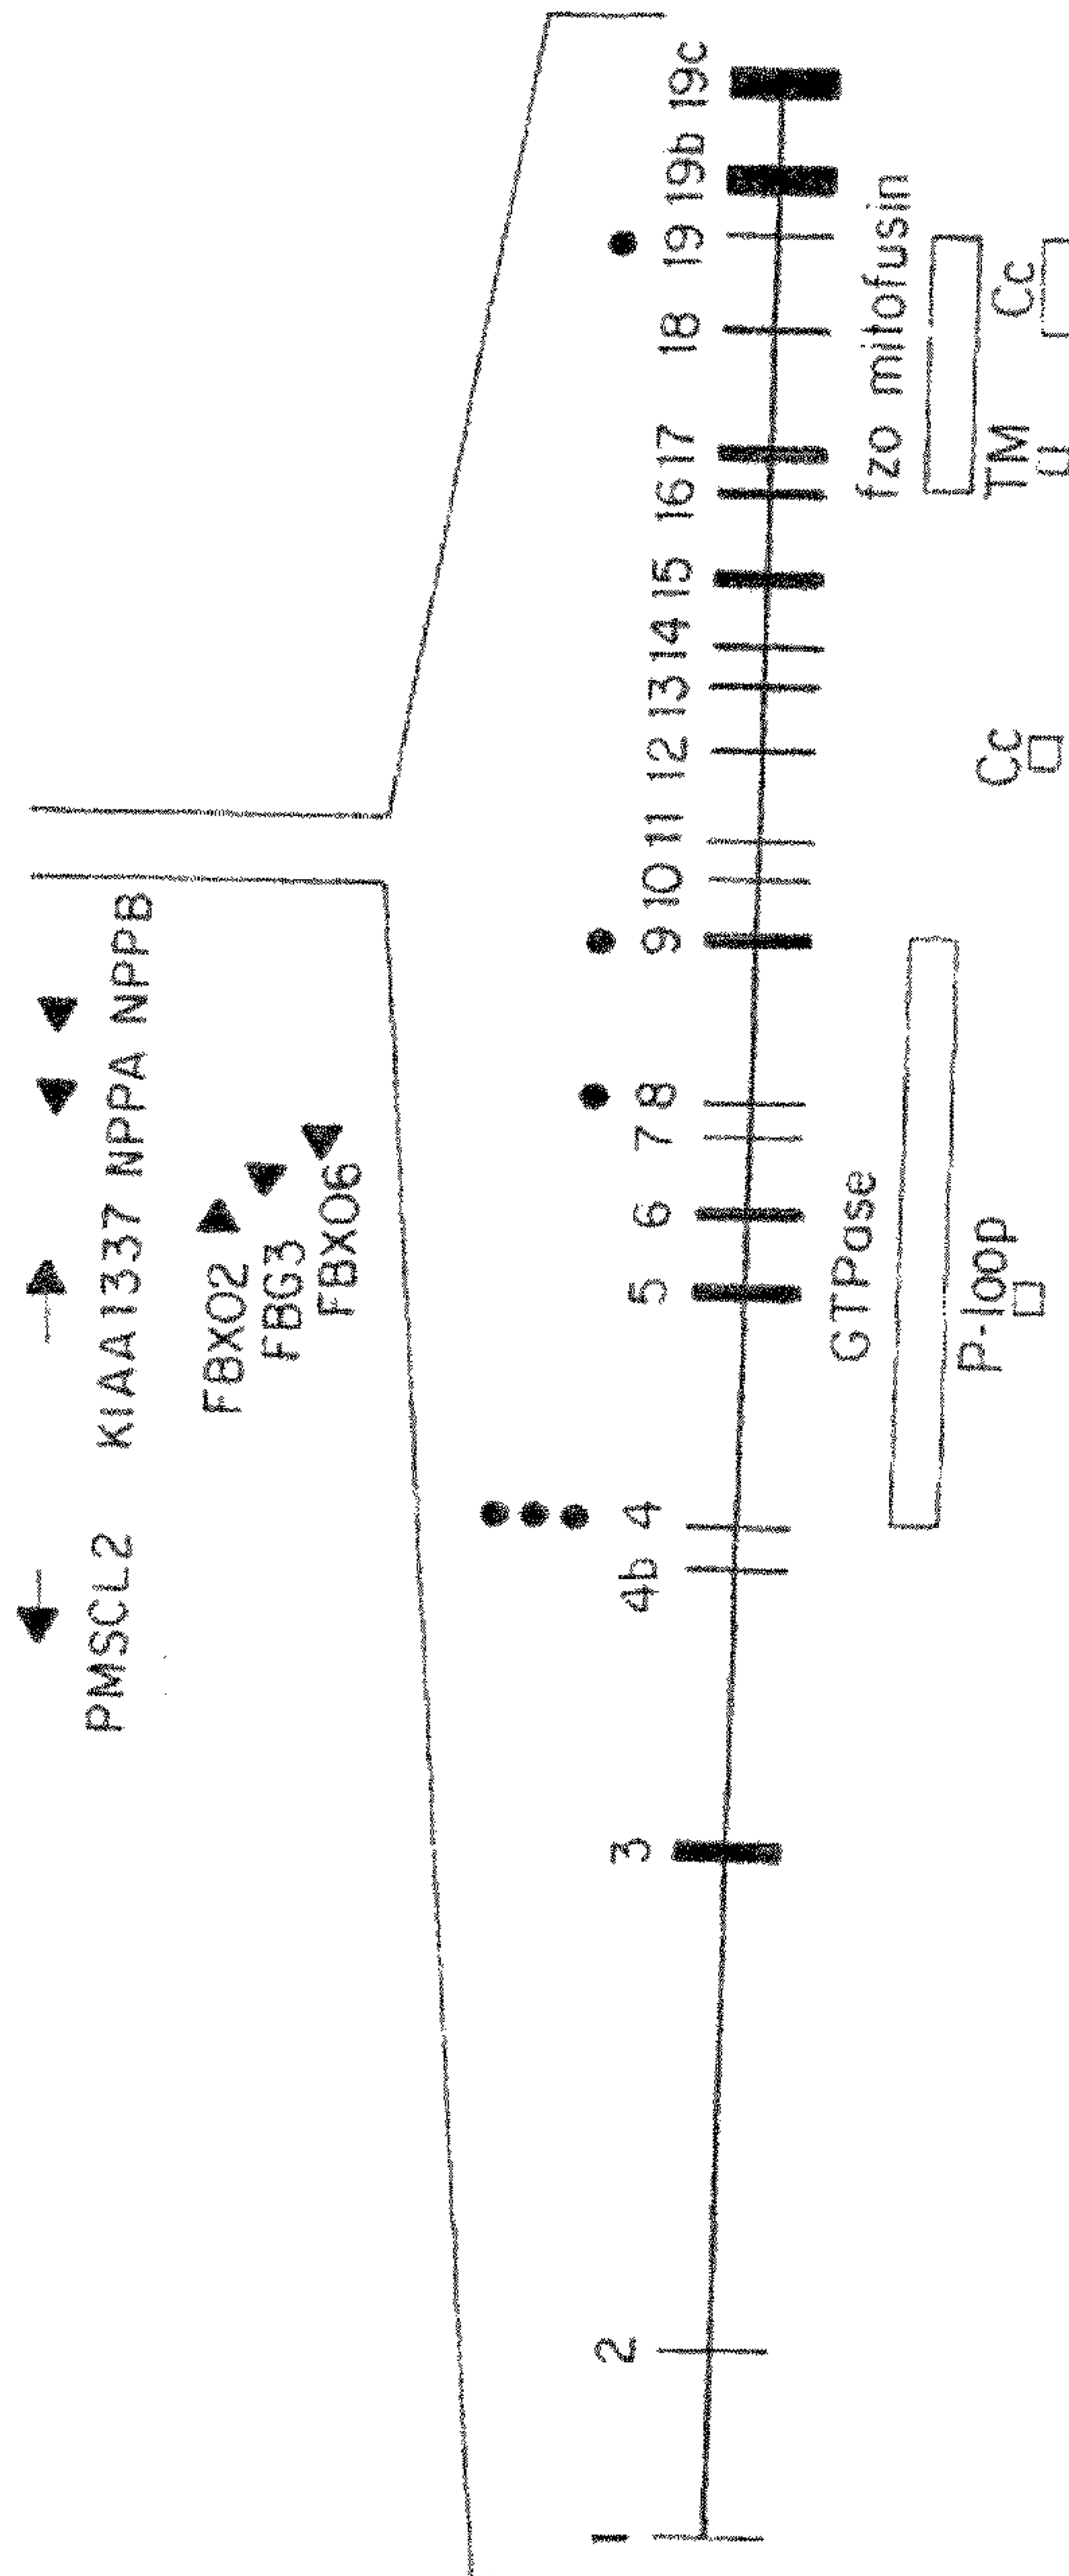 PMSCL2 KIAA1337 NPPA NPPB
FBXO2
FBG3
FBXO6
1 2 3 4b 4 5 6 7 8 9 10 11 12 13 14 15 16 17 18 19 19b 19c
GTPase fzo mitofusin
P-loop Cc TM Cc